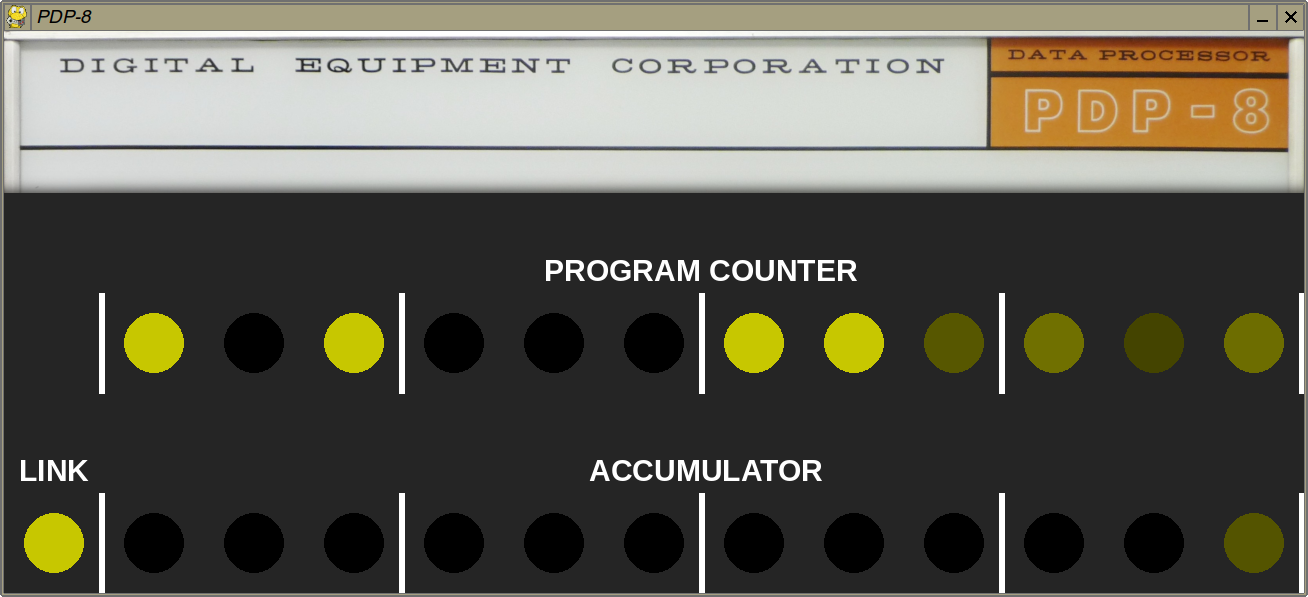 PDP-8
DIGITAL EQUIPMENT CORPORATION
DATA PROCESSOR
PDP-8
PROGRAM COUNTER
LINK
ACCUMULATOR